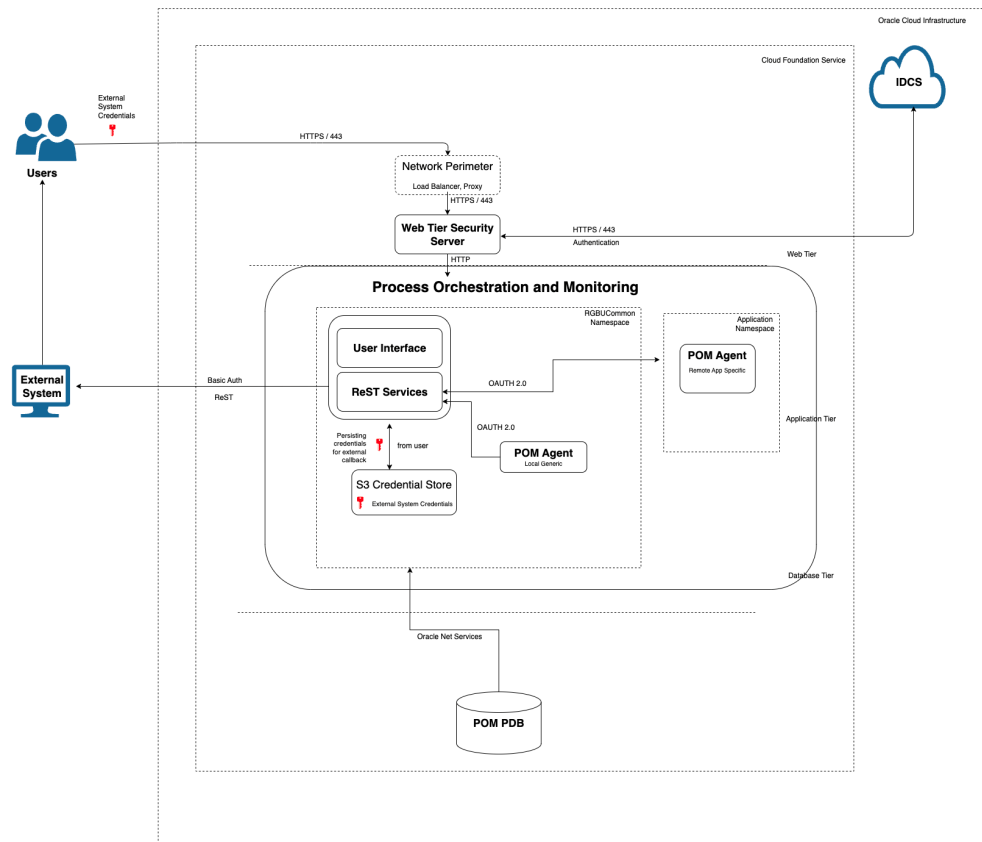 Oracle Cloud Infrastructure
Cloud Foundation Service
IDCS
External
System
Credentials
Users
HTTPS / 443
Network Perimeter
Load Balancer, Proxy
HTTPS / 443
Web Tier Security
Server
HTTPS / 443
Authentication
HTTP
Web Tier
Process Orchestration and Monitoring
RGBUCommon
Namespace
Application
Namespace
User Interface
POM Agent
Remote App Specific
External
System
Basic Auth
ReST
ReST Services
OAUTH 2.0
Application Tier
OAUTH 2.0
Persisting
credentials
for external
callback
from user
POM Agent
Local Generic
S3 Credential Store
External System Credentials
Database Tier
Oracle Net Services
POM PDB